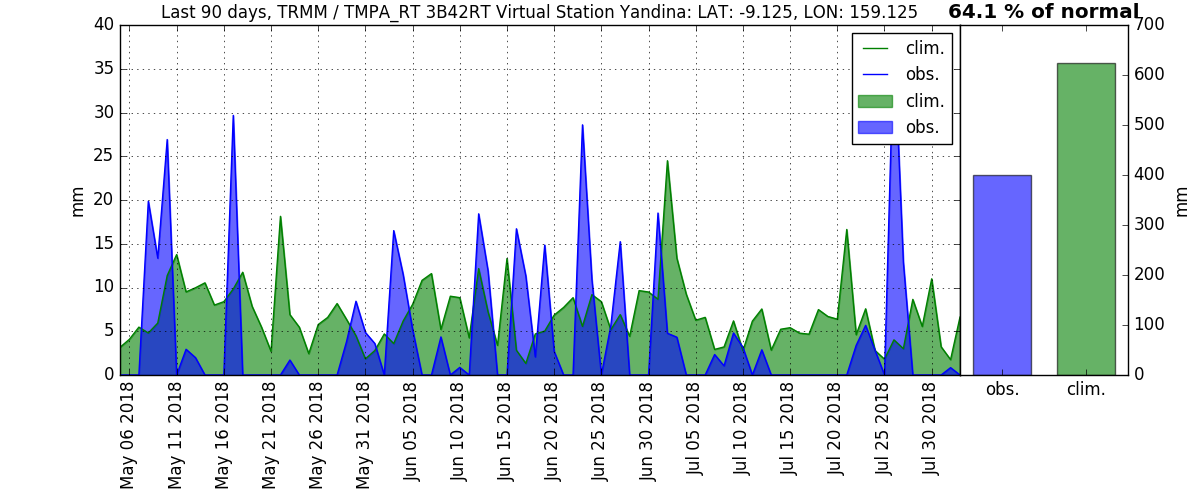 Last 90 days, TRMM / TMPA_RT 3B42RT Virtual Station Yandina: LAT: -9.125, LON: 159.125
64.1 % of normal
40
35
30
25
20
15
10
5
0
mm
clim.
obs.
clim.
obs.
May 06 2018
May 11 2018
May 16 2018
May 21 2018
May 26 2018
May 31 2018
Jun 05 2018
Jun 10 2018
Jun 15 2018
Jun 20 2018
Jun 25 2018
Jun 30 2018
Jul 05 2018
Jul 10 2018
Jul 15 2018
Jul 20 2018
Jul 25 2018
Jul 30 2018
700
600
500
400
300
200
100
0
mm
obs.
clim.